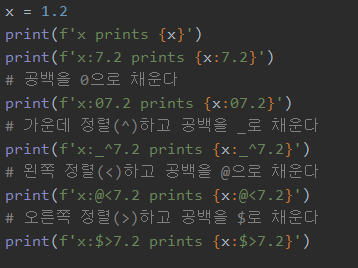 x = 1.2
print(f'x prints {x}')
print(f'x:7.2 prints {x:7.2}')
# 공백을 0으로 채운다
print(f'x:07.2 prints {x:07.2}')
# 가운데 정렬(^)하고 공백을 _로 채운다
print(f'x:_^7.2 prints {x:_^7.2}')
# 왼쪽 정렬(<)하고 공백을 @으로 채운다
print(f'x:@<7.2 prints {x:@<7.2}')
# 오른쪽 정렬(>)하고 공백을 $로 채운다
print(f'x:$>7.2 prints {x:$>7.2}')